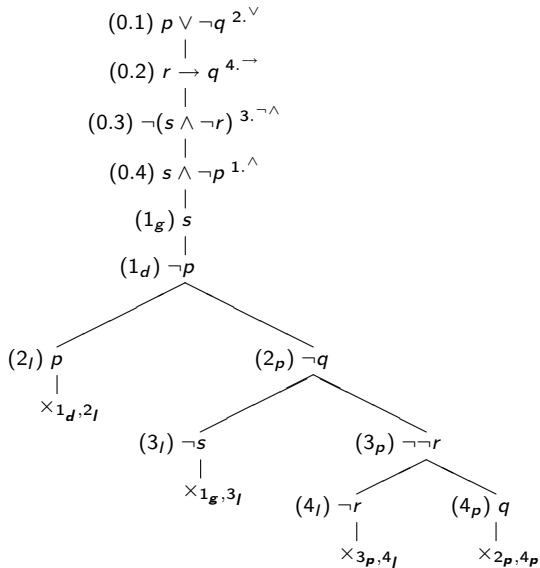 (0.1) p ∨ ¬q 2.∨
(0.2) r → q 4.→
(0.3) ¬(s ∧ ¬r) 3.¬∧
(0.4) s ∧ ¬p 1.∧
(1g) s
(1d) ¬p
(2l) p (2p) ¬q
×1d,2l
(3l) ¬s (3p) ¬¬r
×1g,3l
(4l) ¬r (4p) q
×3p,4l ×2p,4p